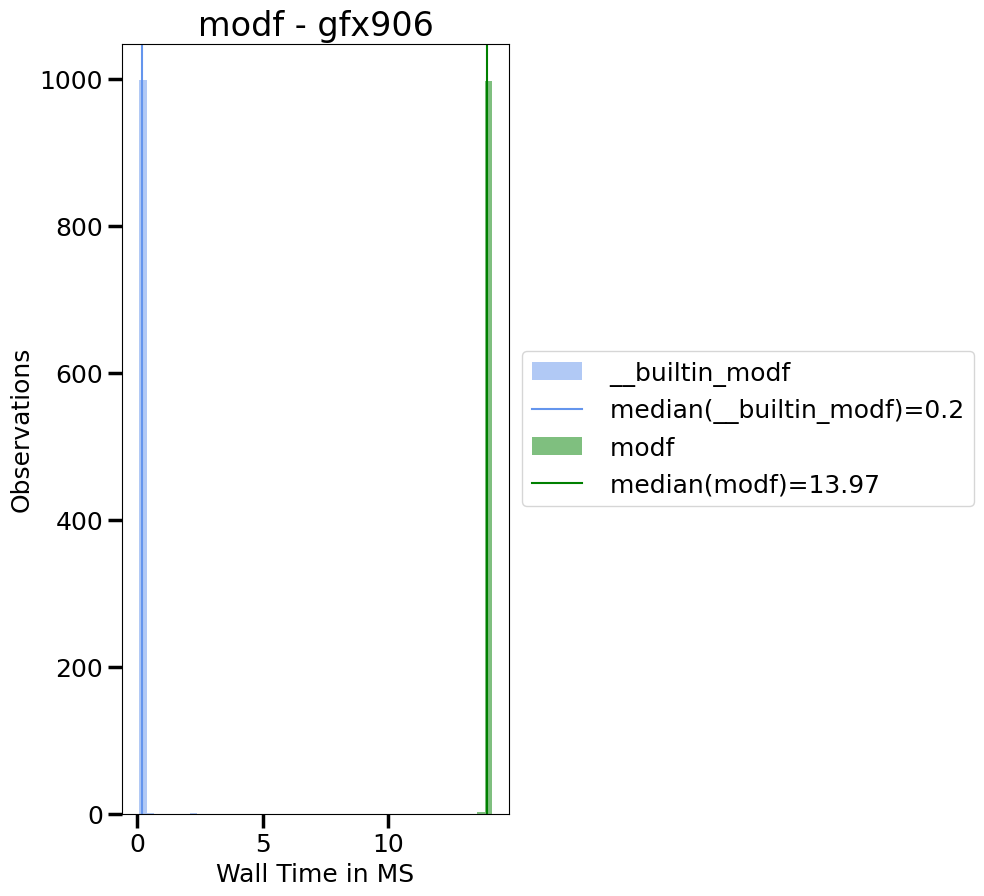 modf - gfx906
1000
800
600
400
200
0
Observations
0 5 10
Wall Time in MS
__builtin_modf
median(__builtin_modf)=0.2
modf
median(modf)=13.97